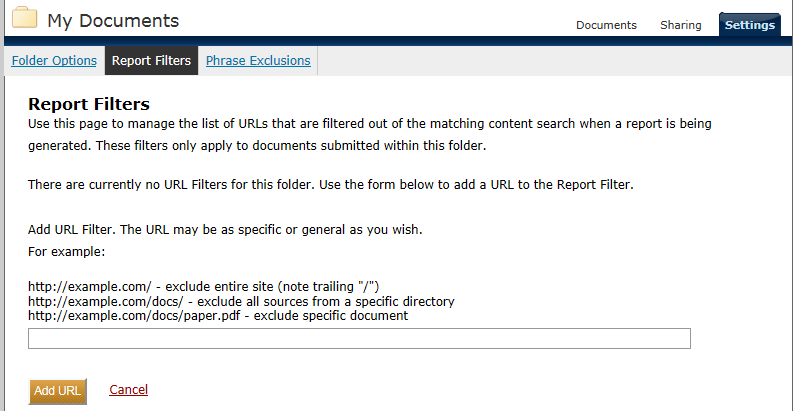 My Documents
Documents Sharing Settings
Folder Options Report Filters Phrase Exclusions
Report Filters
Use this page to manage the list of URLs that are filtered out of the matching content search when a report is being
generated. These filters only apply to documents submitted within this folder.
There are currently no URL Filters for this folder. Use the form below to add a URL to the Report Filter.
Add URL Filter. The URL may be as specific or general as you wish.
For example:
http://example.com/ - exclude entire site (note trailing "/")
http://example.com/docs/ - exclude all sources from a specific directory
http://example.com/docs/paper.pdf - exclude specific document
Add URL Cancel